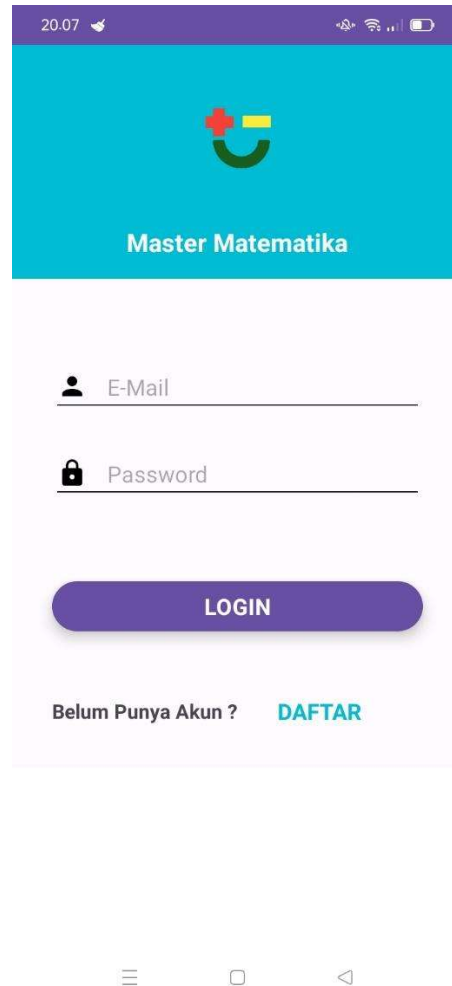 20.07
Master Matematika
E-Mail
Password
LOGIN
Belum Punya Akun ? DAFTAR